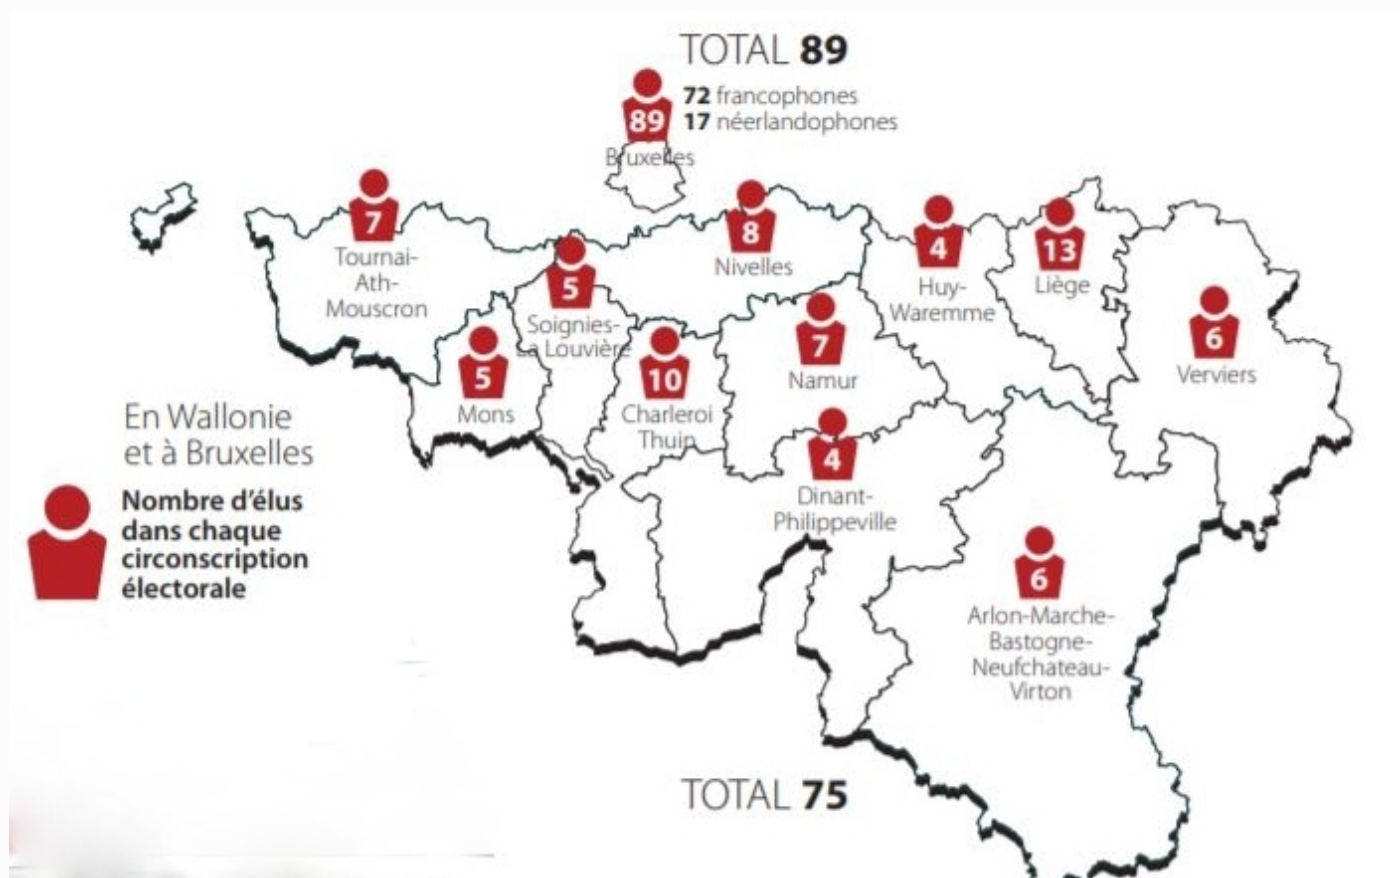 TOTAL 89
72 francophones
17 néerlandophones
89
Bruxelles
7
Tournai-
Ath-
Mouscron
5
Soignies-
La Louvière
8
Nivelles
4
Huy-
Waremme
13
Liège
6
Verviers
5
Mons
10
Charleroi
Thuin
7
Namur
4
Dinant-
Philippeville
6
Arlon-Marche-
Bastogne-
Neufchateau-
Virton
En Wallonie
et à Bruxelles
Nombre d'élus
dans chaque
circonscription
électorale
TOTAL 75